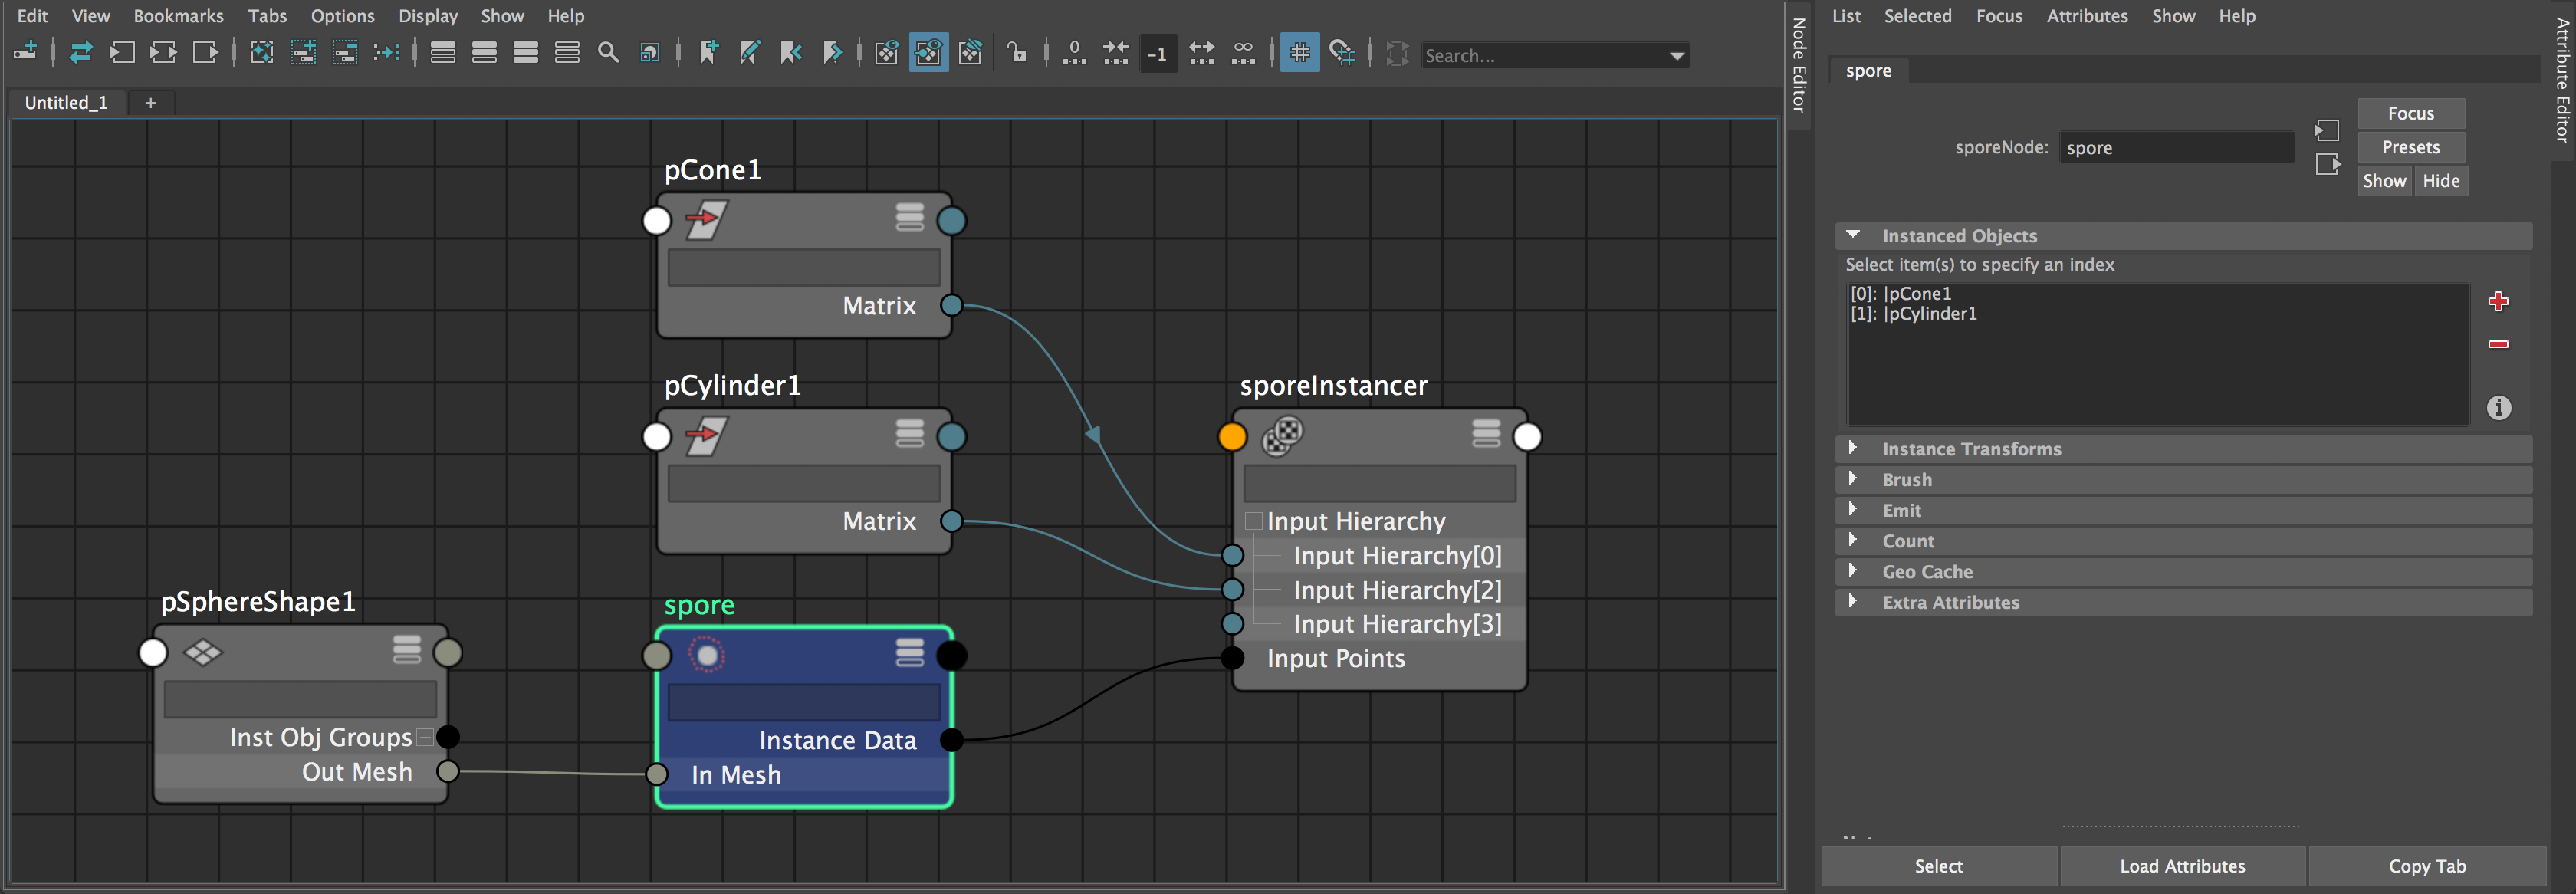 Edit View Bookmarks Tabs Options Display Show Help
0 -1 ∞ Search...
Untitled_1 +
pCone1
Matrix
pCylinder1
Matrix
pSphereShape1
Inst Obj Groups
Out Mesh
spore
Instance Data
In Mesh
sporeInstancer
Input Hierarchy
Input Hierarchy[0]
Input Hierarchy[2]
Input Hierarchy[3]
Input Points
Node Editor
List Selected Focus Attributes Show Help
spore
sporeNode: spore
Focus
Presets
Show Hide
Instanced Objects
Select item(s) to specify an index
[0]: |pCone1
[1]: |pCylinder1
Instance Transforms
Brush
Emit
Count
Geo Cache
Extra Attributes
Select Load Attributes Copy Tab
Attribute Editor